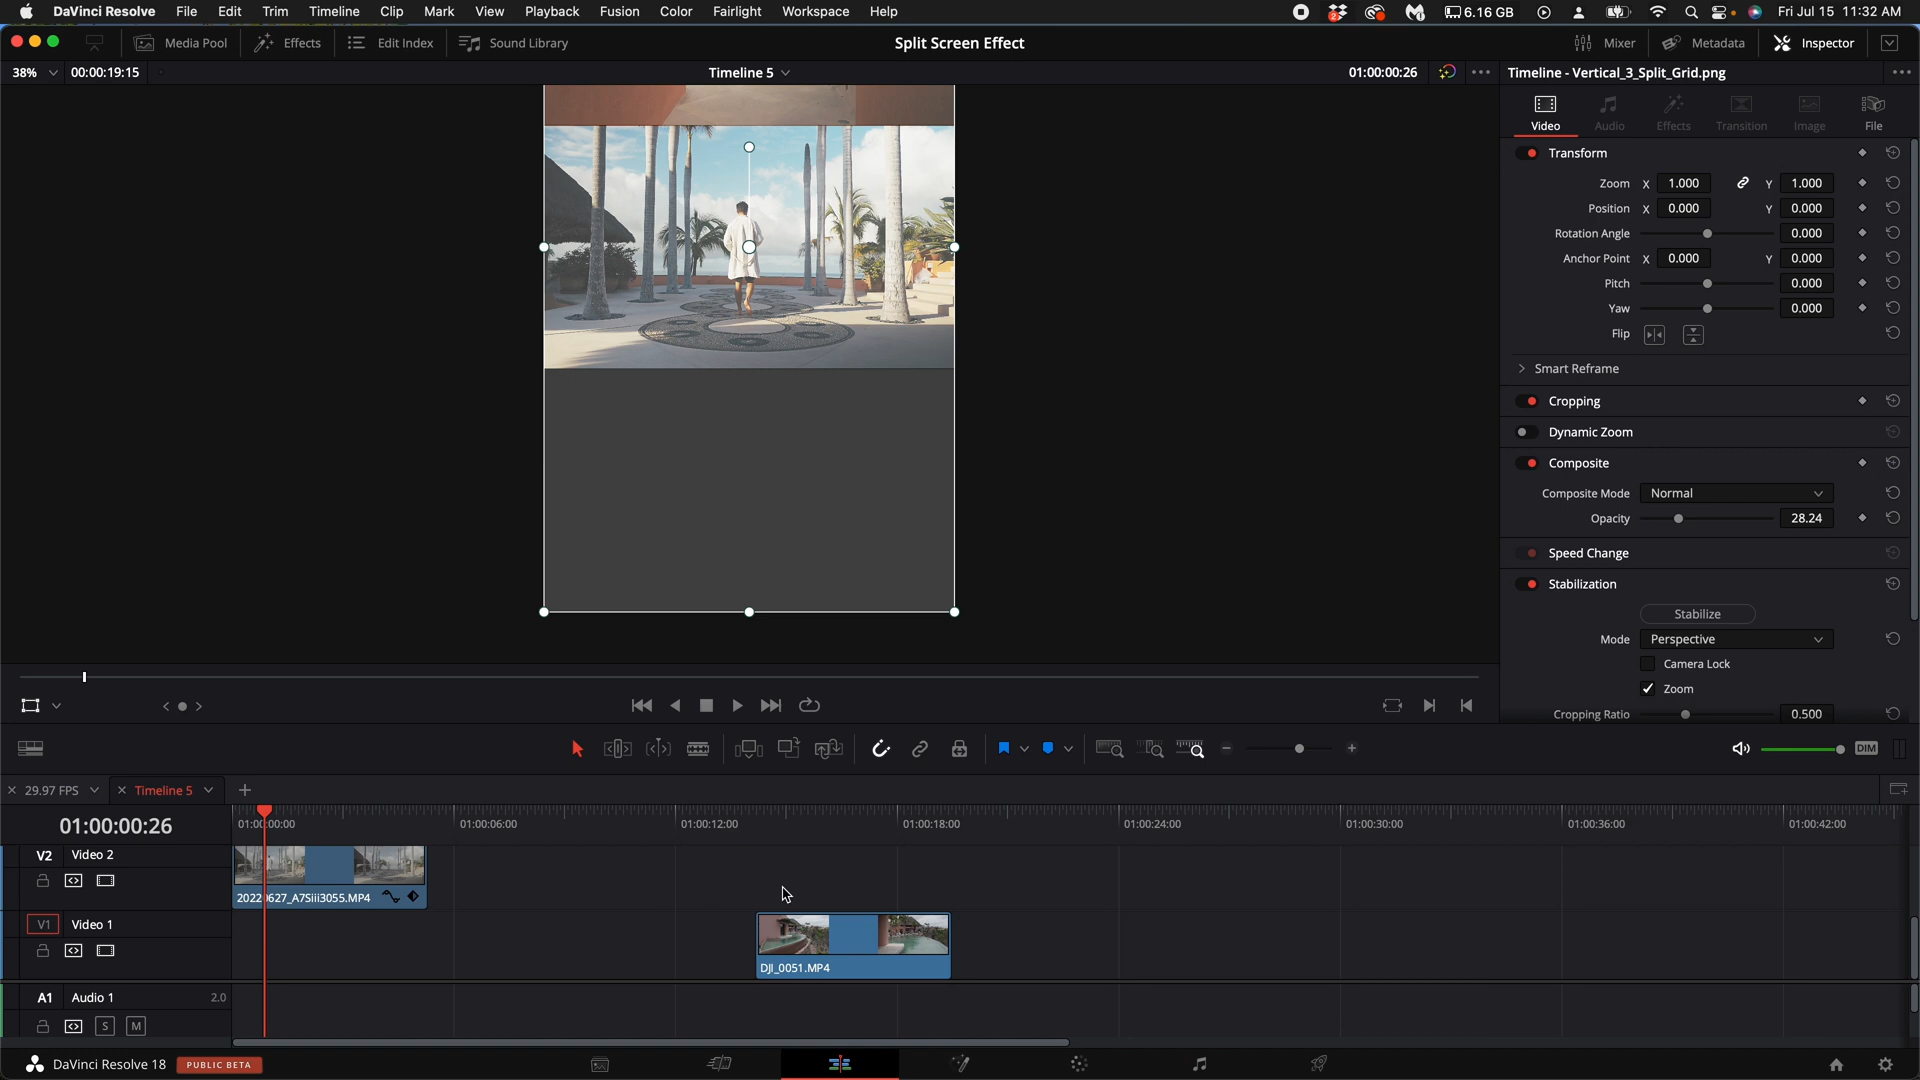 DaVinci Resolve File Edit Trim Timeline Clip Mark View Playback Fusion Color Fairlight Workspace Help 2 6.16 GB Fri Jul 15 11:32 AM
Media Pool Effects Edit Index Sound Library Split Screen Effect Mixer Metadata Inspector
38% 00:00:19:15 Timeline 5 01:00:00:26 Timeline - Vertical_3_Split_Grid.png
Video Audio Effects Transition Image File
Transform
Zoom X 1.000 Y 1.000
Position X 0.000 Y 0.000
Rotation Angle 0.000
Anchor Point X 0.000 Y 0.000
Pitch 0.000
Yaw 0.000
Flip
Smart Reframe
Cropping
Dynamic Zoom
Composite
Composite Mode Normal
Opacity 28.24
Speed Change
Stabilization
Stabilize
Mode Perspective
Camera Lock
Zoom
Cropping Ratio 0.500
DIM
29.97 FPS Timeline 5
01:00:00:26 01:00:00:00 01:00:06:00 01:00:12:00 01:00:18:00 01:00:24:00 01:00:30:00 01:00:36:00 01:00:42:00
V2 Video 2
V1 Video 1
DJI_0051.MP4
A1 Audio 1 2.0
S M
DaVinci Resolve 18 PUBLIC BETA